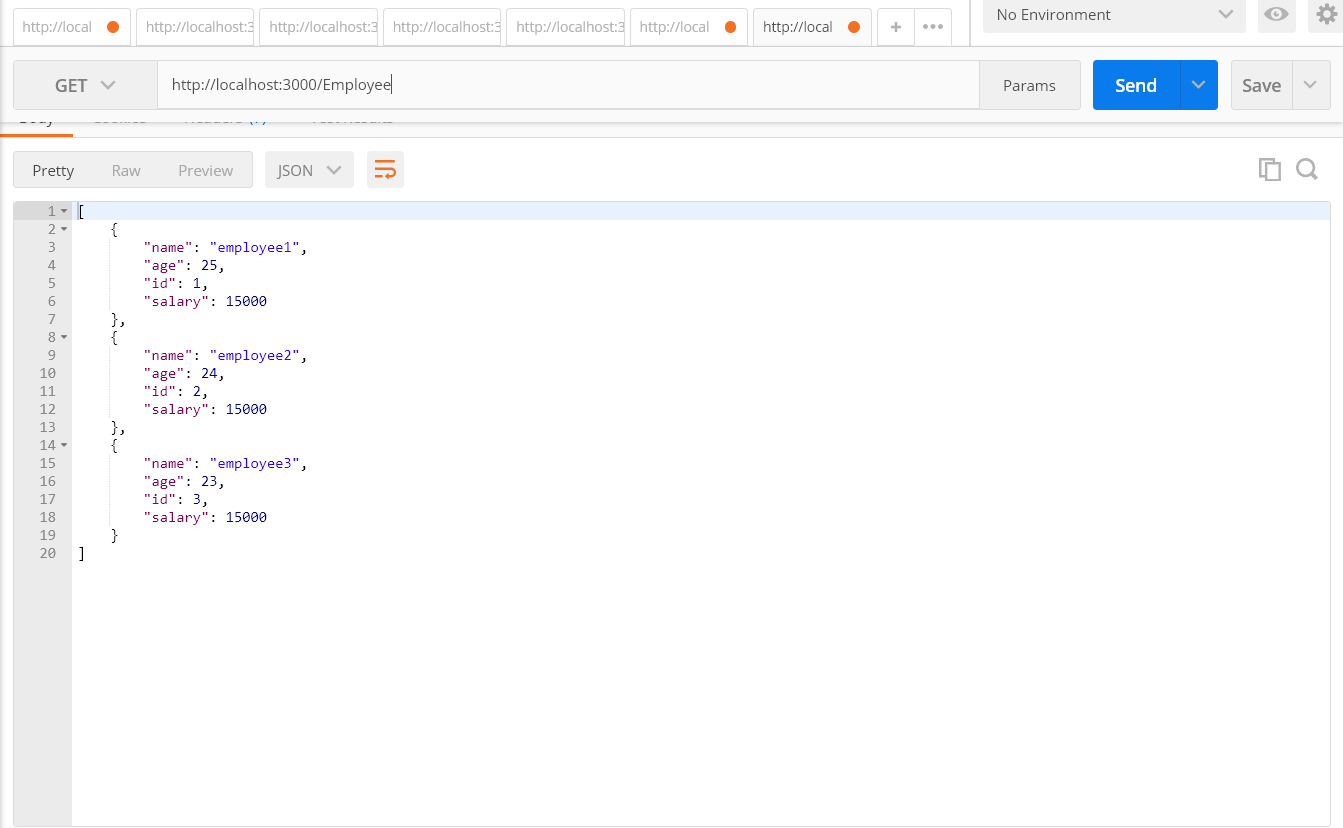 http://local http://localhost:3 http://localhost:3 http://localhost:3 http://localhost:3 http://local http://local + ••• No Environment
GET http://localhost:3000/Employee Params Send Save
Pretty Raw Preview JSON
1 [
2 {
3 "name": "employee1",
4 "age": 25,
5 "id": 1,
6 "salary": 15000
7 },
8 {
9 "name": "employee2",
10 "age": 24,
11 "id": 2,
12 "salary": 15000
13 },
14 {
15 "name": "employee3",
16 "age": 23,
17 "id": 3,
18 "salary": 15000
19 }
20 ]